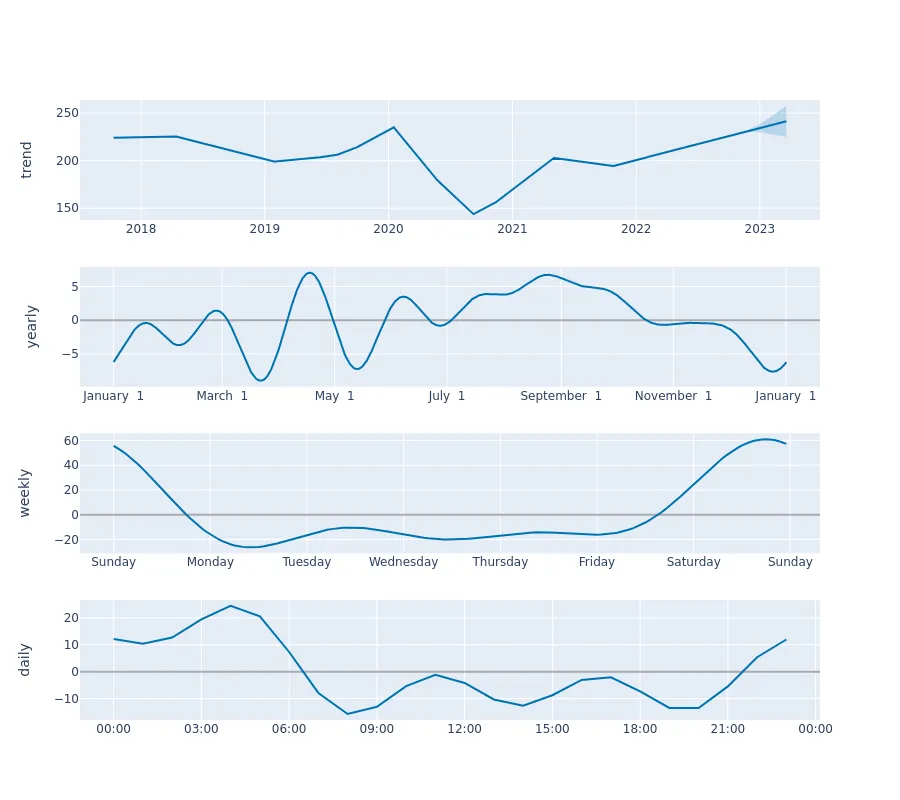 trend
250
200
150
2018 2019 2020 2021 2022 2023
yearly
5
0
−5
January 1 March 1 May 1 July 1 September 1 November 1 January 1
weekly
60
40
20
0
−20
Sunday Monday Tuesday Wednesday Thursday Friday Saturday Sunday
daily
20
10
0
−10
00:00 03:00 06:00 09:00 12:00 15:00 18:00 21:00 00:00